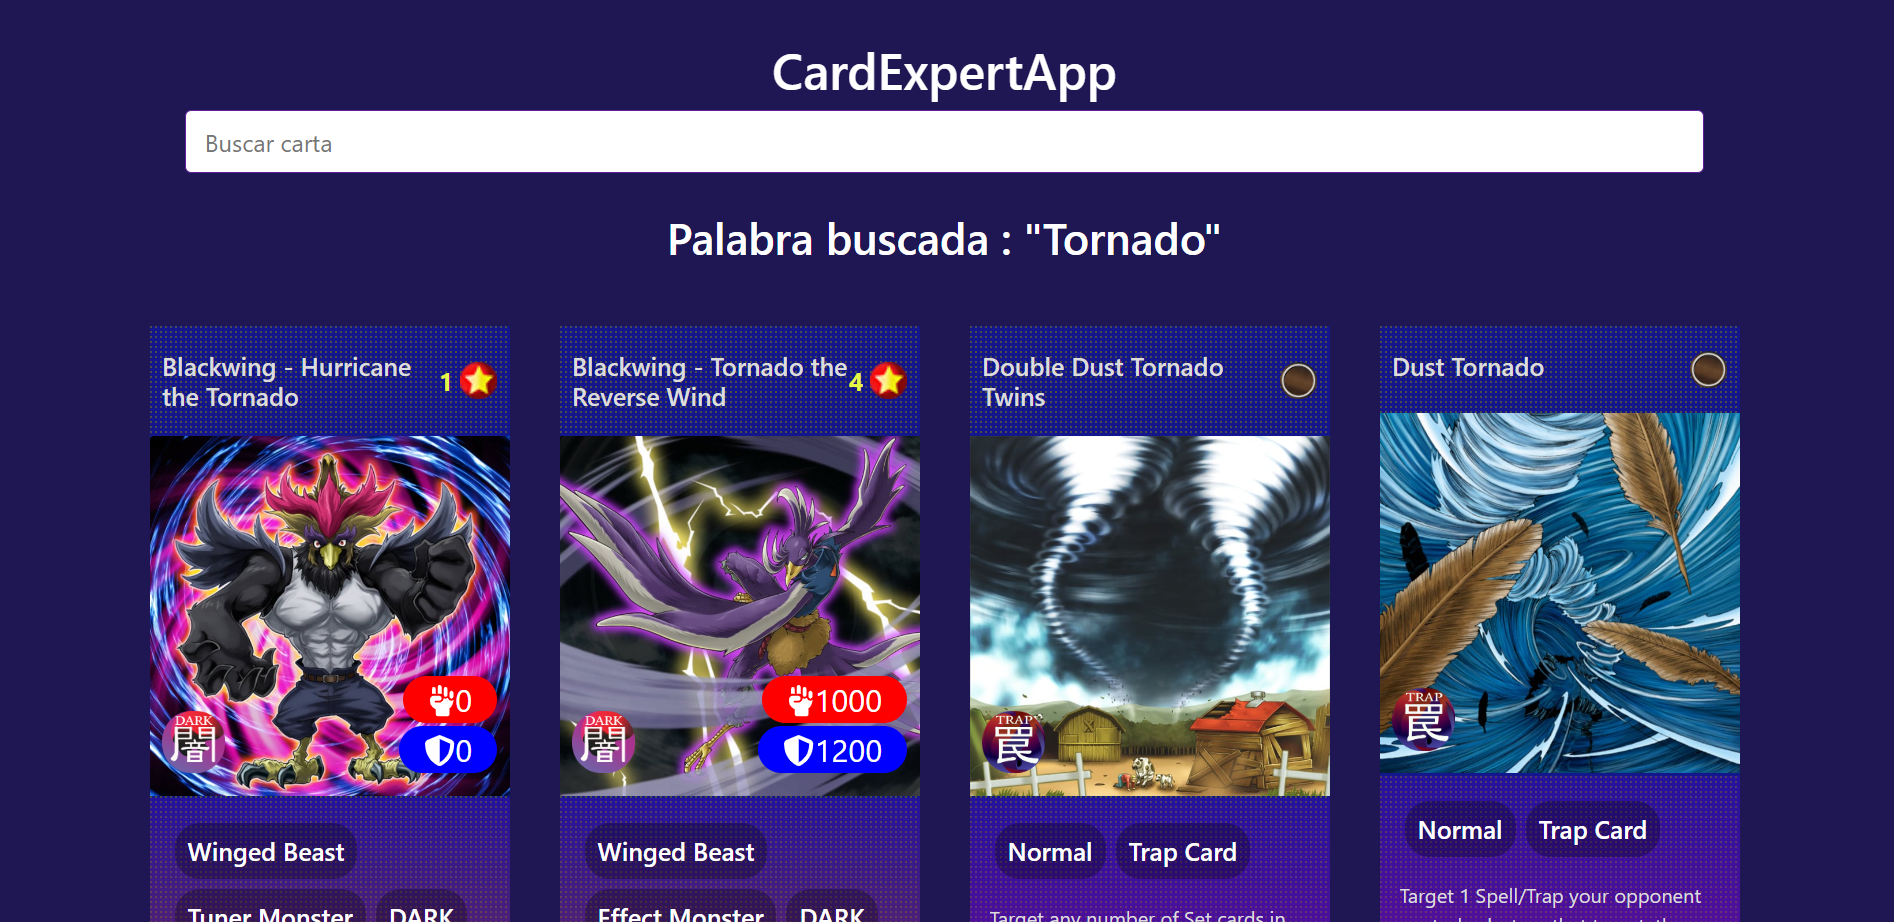 CardExpertApp
Buscar carta
Palabra buscada : "Tornado"
Blackwing - Hurricane
the Tornado
1
DARK
闇
0
0
Winged Beast
Tuner Monster
DARK
Blackwing - Tornado the
Reverse Wind
4
DARK
闇
1000
1200
Winged Beast
Effect Monster
DARK
Double Dust Tornado
Twins
TRAP
罠
Normal
Trap Card
Target any number of Set cards in
Dust Tornado
TRAP
罠
Normal
Trap Card
Target 1 Spell/Trap your opponent